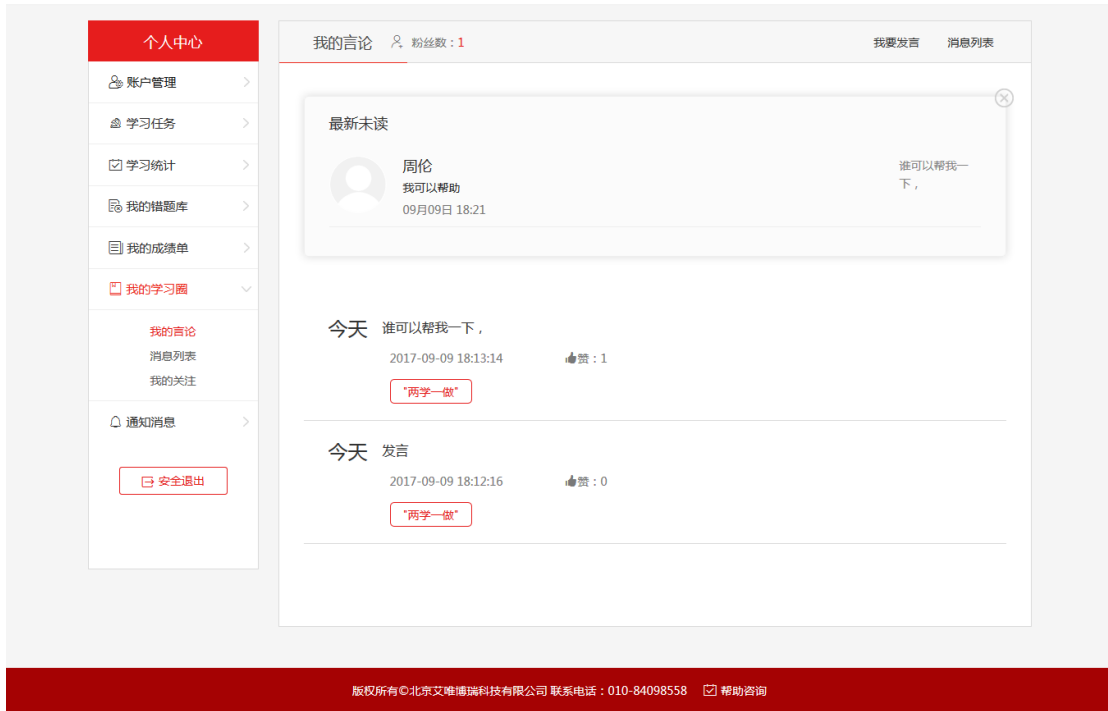 个人中心
账户管理
学习任务
学习统计
我的错题库
我的成绩单
我的学习圈
我的言论
消息列表
我的关注
通知消息
安全退出
我的言论 粉丝数：1 我要发言 消息列表
最新未读
周伦
我可以帮助
09月09日 18:21
谁可以帮我一
下，
今天 谁可以帮我一下，
2017-09-09 18:13:14 赞：1
"两学一做"
今天 发言
2017-09-09 18:12:16 赞：0
"两学一做"
版权所有©北京艾唯博瑞科技有限公司 联系电话：010-84098558 帮助咨询